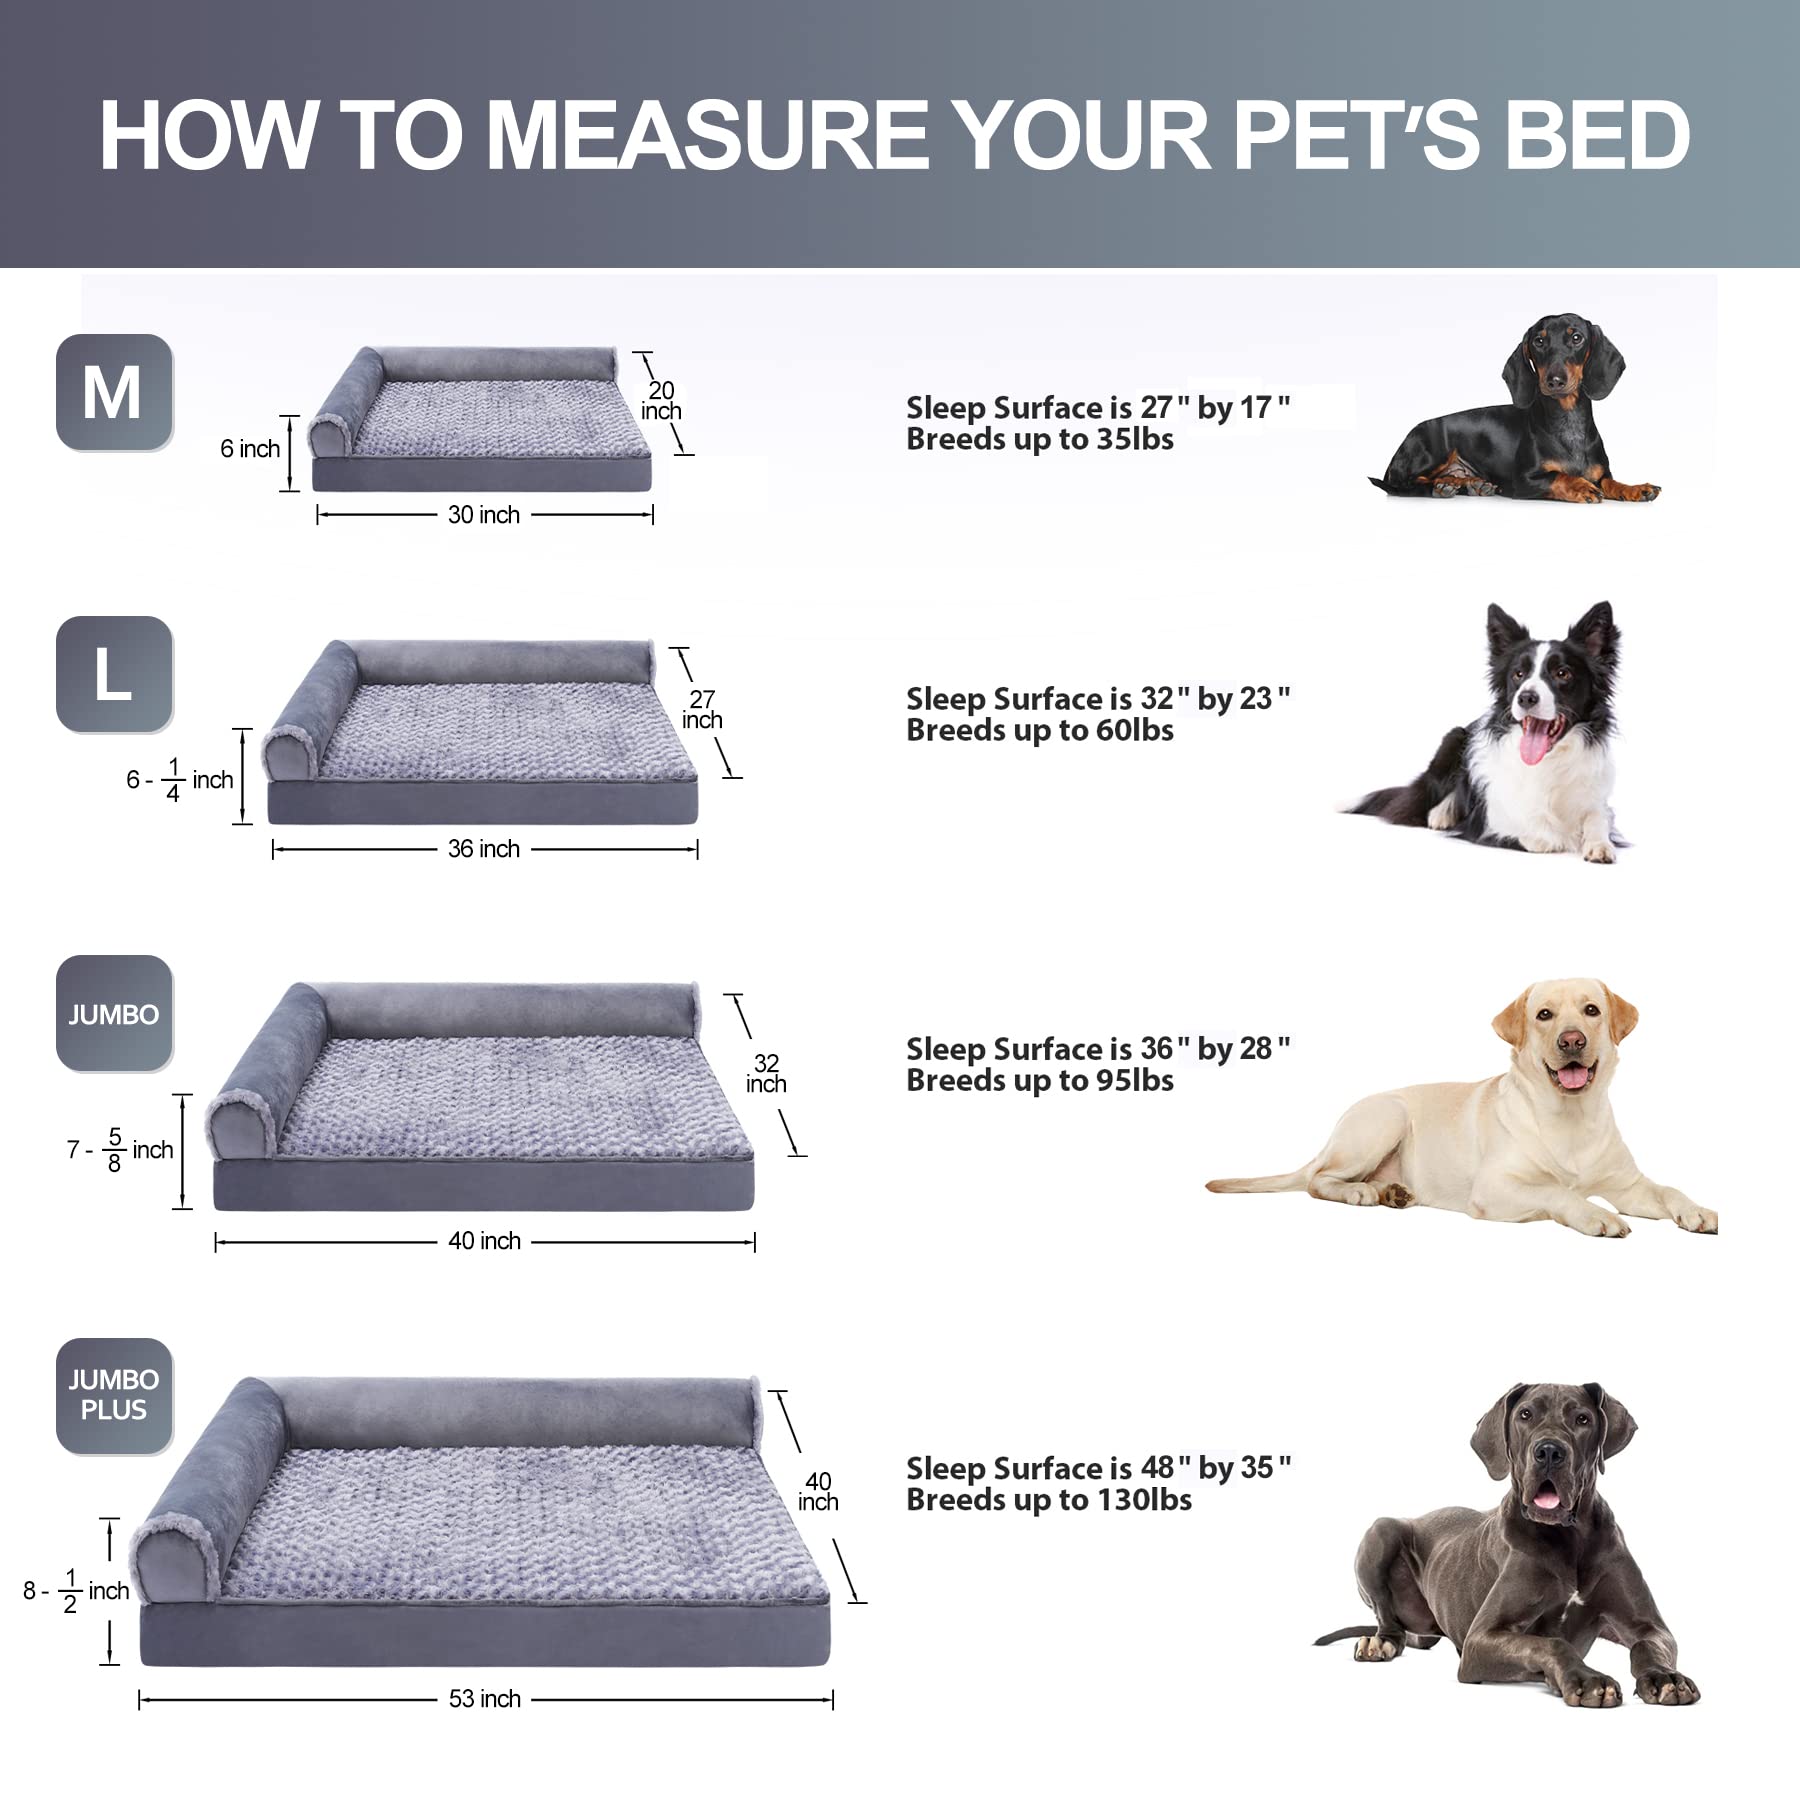 HOW TO MEASURE YOUR PET'S BED
M
20
inch
6 inch
30 inch
Sleep Surface is 27" by 17"
Breeds up to 35lbs
L
27
inch
6 - 1/4 inch
36 inch
Sleep Surface is 32" by 23"
Breeds up to 60lbs
JUMBO
32
inch
7 - 5/8 inch
40 inch
Sleep Surface is 36" by 28"
Breeds up to 95lbs
JUMBO
PLUS
40
inch
8 - 1/2 inch
53 inch
Sleep Surface is 48" by 35"
Breeds up to 130lbs